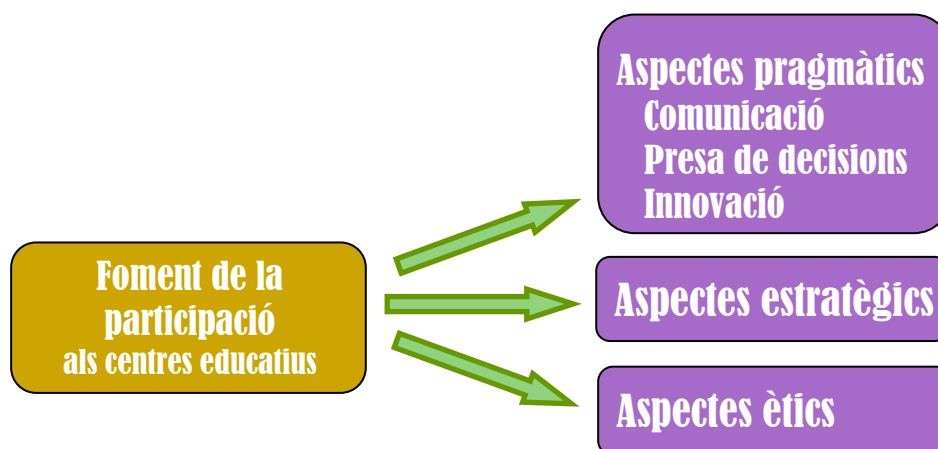 Foment de la
participació
als centres educatius
Aspectes pragmàtics
Comunicació
Presa de decisions
Innovació
Aspectes estratègics
Aspectes ètics